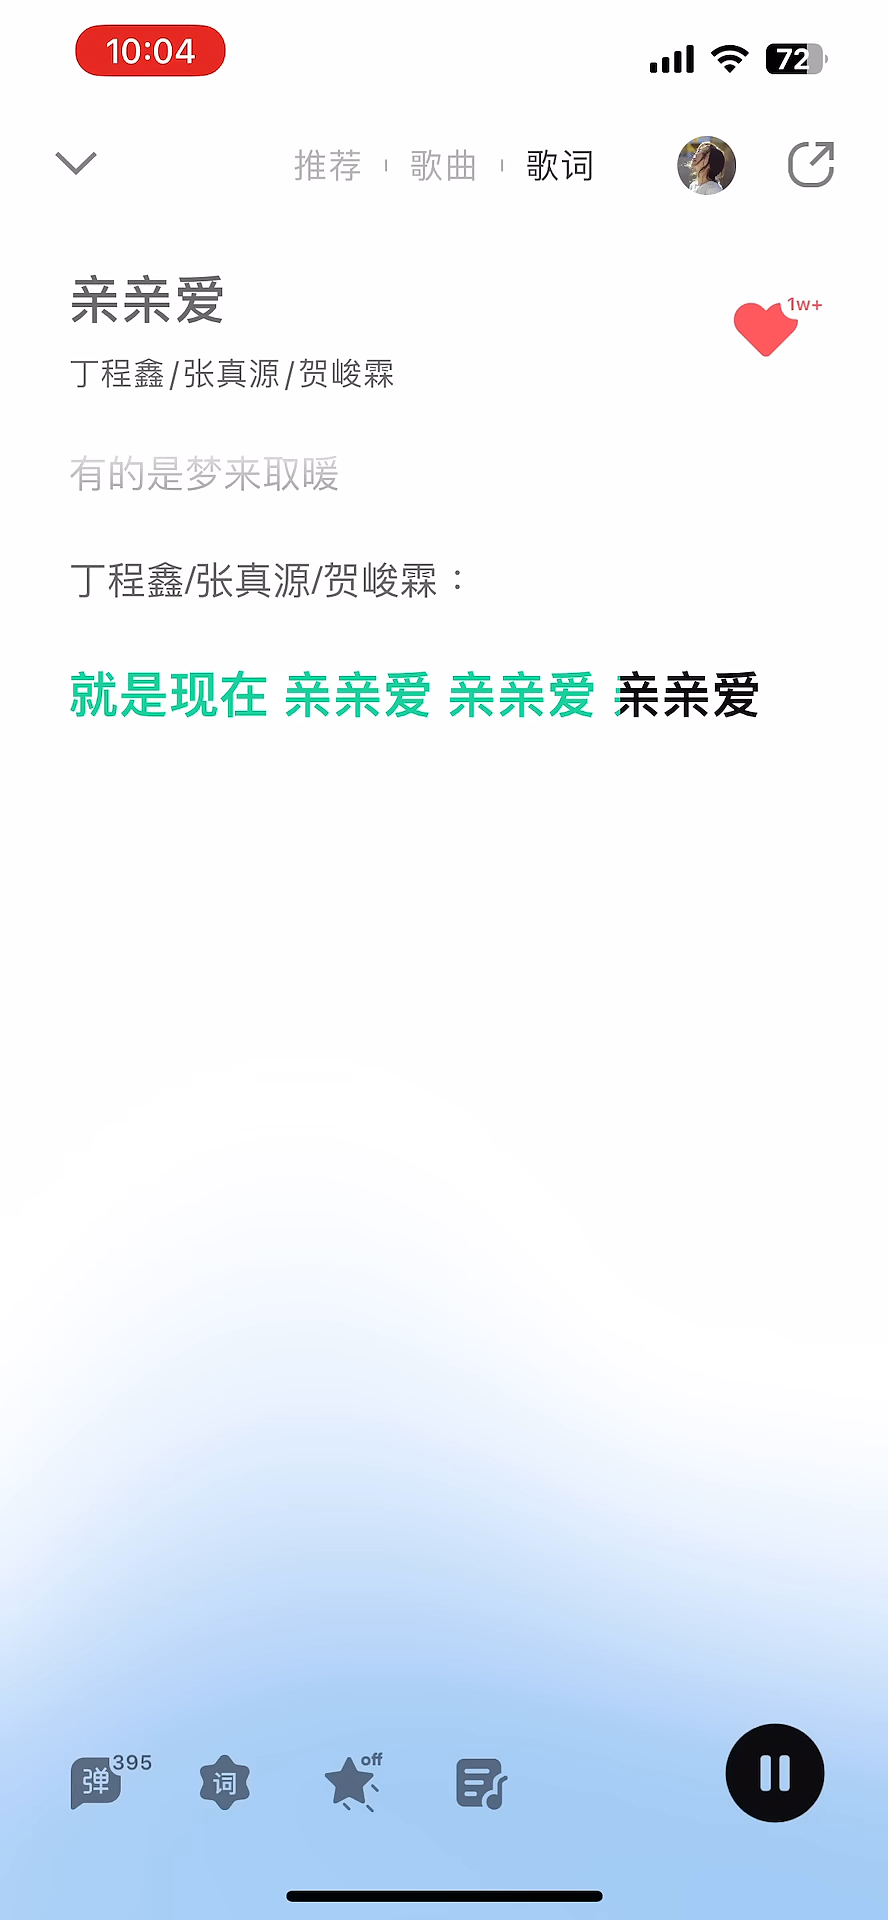 10:04
72
推荐 歌曲 歌词
亲亲爱
1w+
丁程鑫/张真源/贺峻霖
有的是梦来取暖
丁程鑫/张真源/贺峻霖：
就是现在 亲亲爱 亲亲爱 亲亲爱
弹 395 词 off